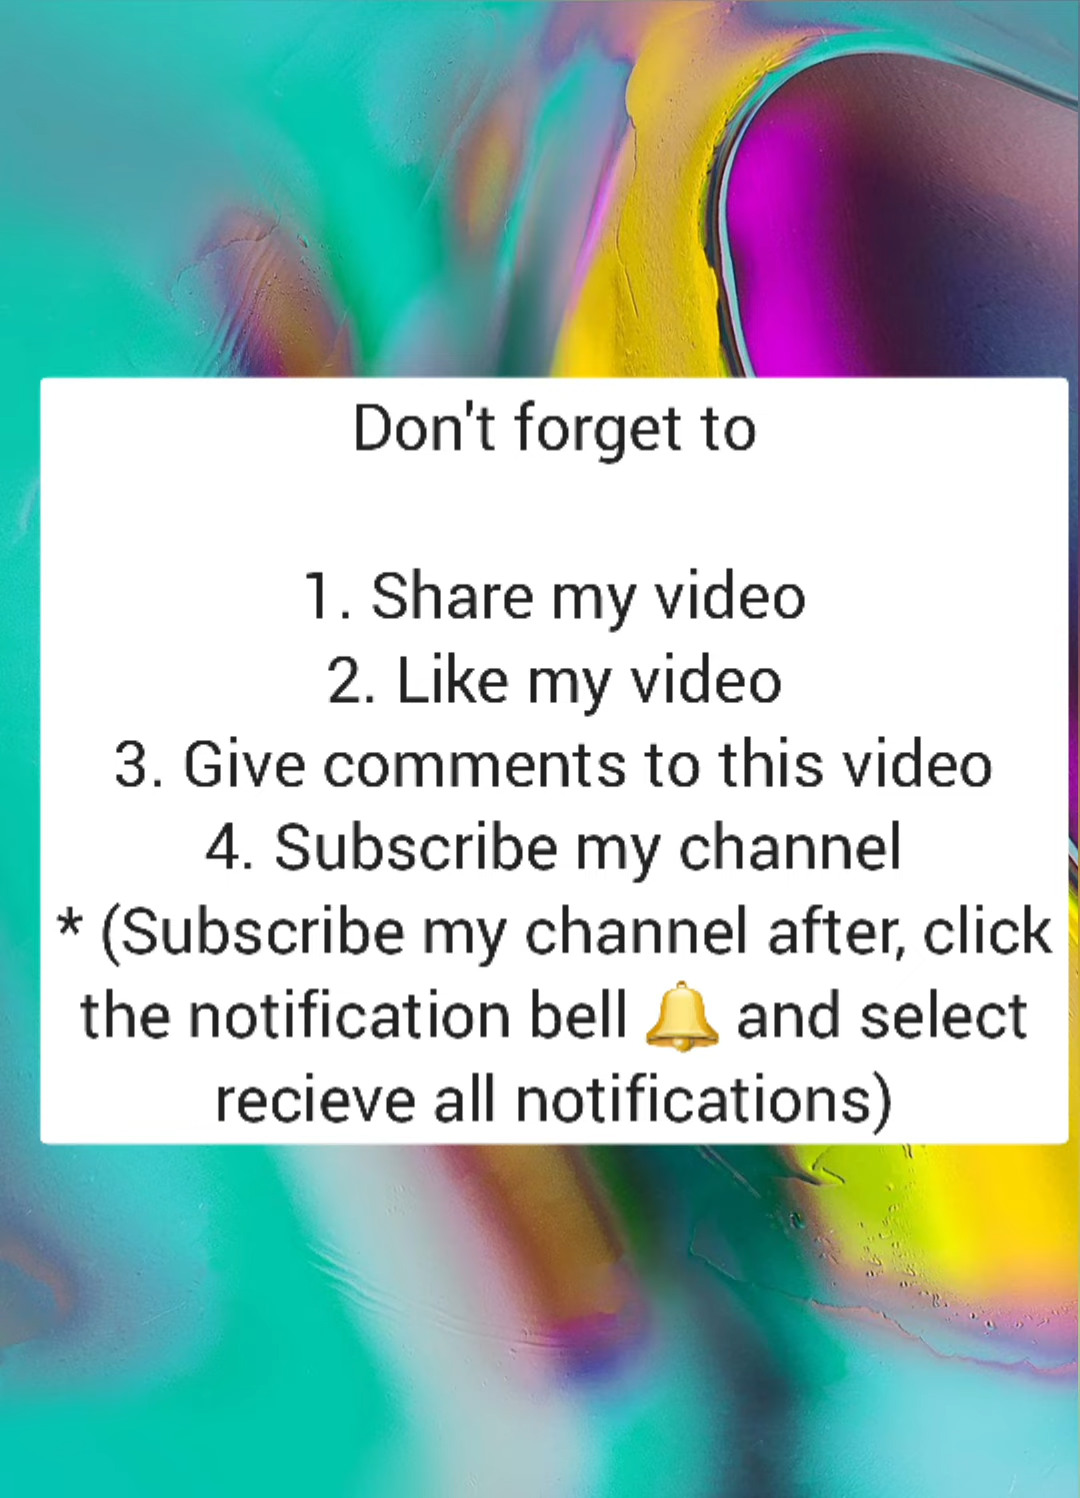 Don't forget to
1. Share my video
2. Like my video
3. Give comments to this video
4. Subscribe my channel
* (Subscribe my channel after, click
the notification bell 🔔 and select
recieve all notifications)